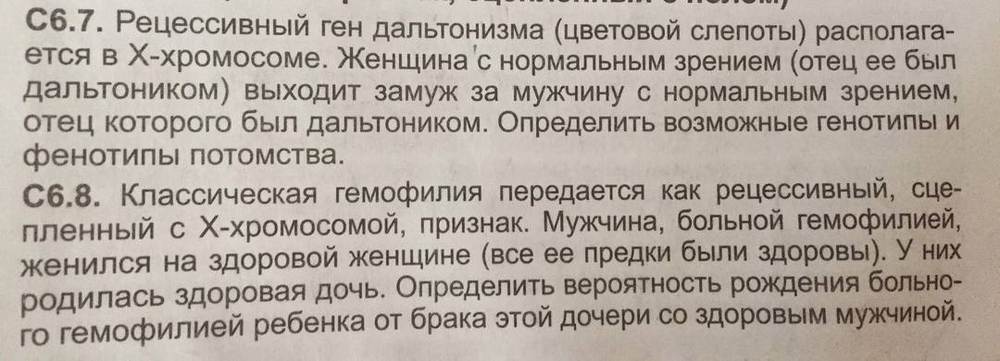 С6.7. Рецессивный ген дальтонизма (цветовой слепоты) располага-
ется в Х-хромосоме. Женщина с нормальным зрением (отец ее был
дальтоником) выходит замуж за мужчину с нормальным зрением,
отец которого был дальтоником. Определить возможные генотипы и
фенотипы потомства.
С6.8. Классическая гемофилия передается как рецессивный, сце-
пленный с Х-хромосомой, признак. Мужчина, больной гемофилией,
женился на здоровой женщине (все ее предки были здоровы). У них
родилась здоровая дочь. Определить вероятность рождения больно-
го гемофилией ребенка от брака этой дочери со здоровым мужчиной.